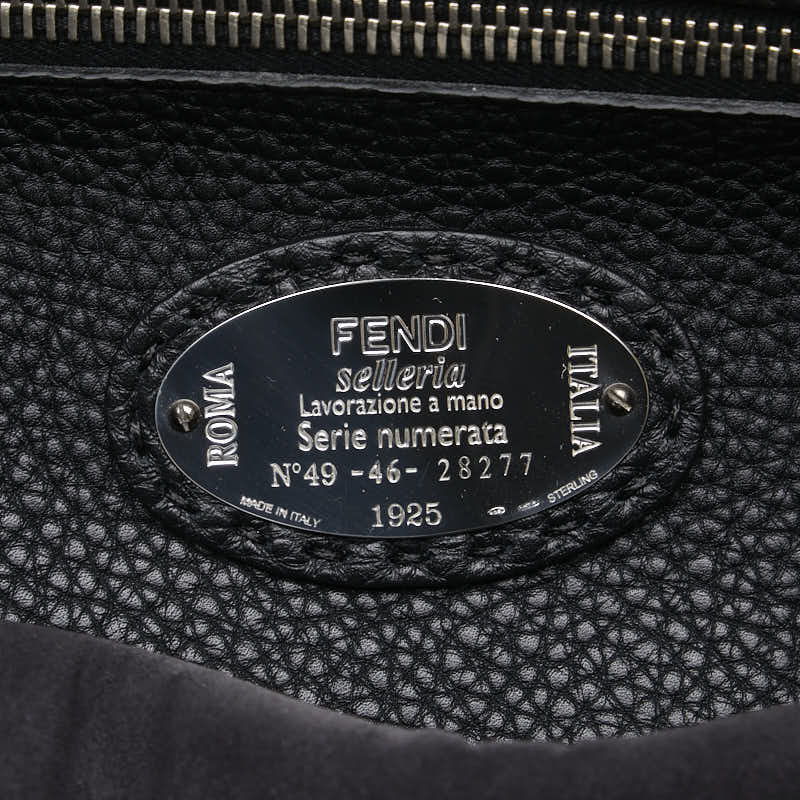 FENDI
selleria
Lavorazione a mano
Serie numerata
N°49 -46- 28277
1925
ROMA
ITALIA
MADE IN ITALY
STERLING